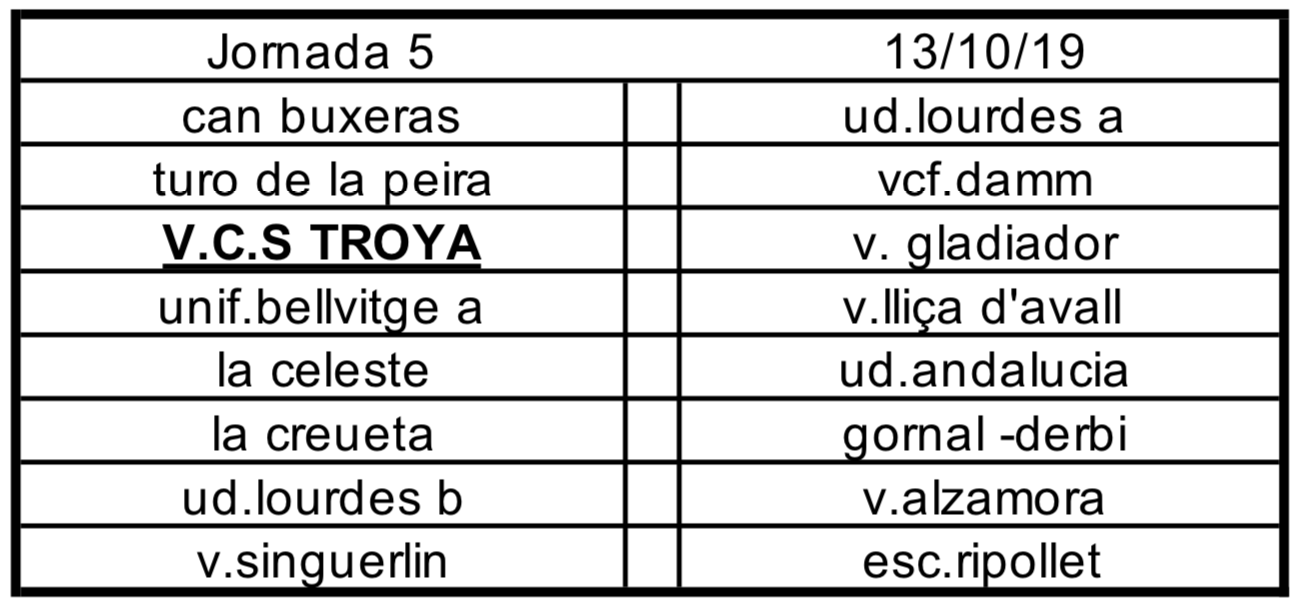 Jornada 5 13/10/19
can buxeras ud.lourdes a
turo de la peira vcf.damm
V.C.S TROYA v. gladiador
unif.bellvitge a v.lliça d'avall
la celeste ud.andalucia
la creueta gornal -derbi
ud.lourdes b v.alzamora
v.singuerlin esc.ripollet